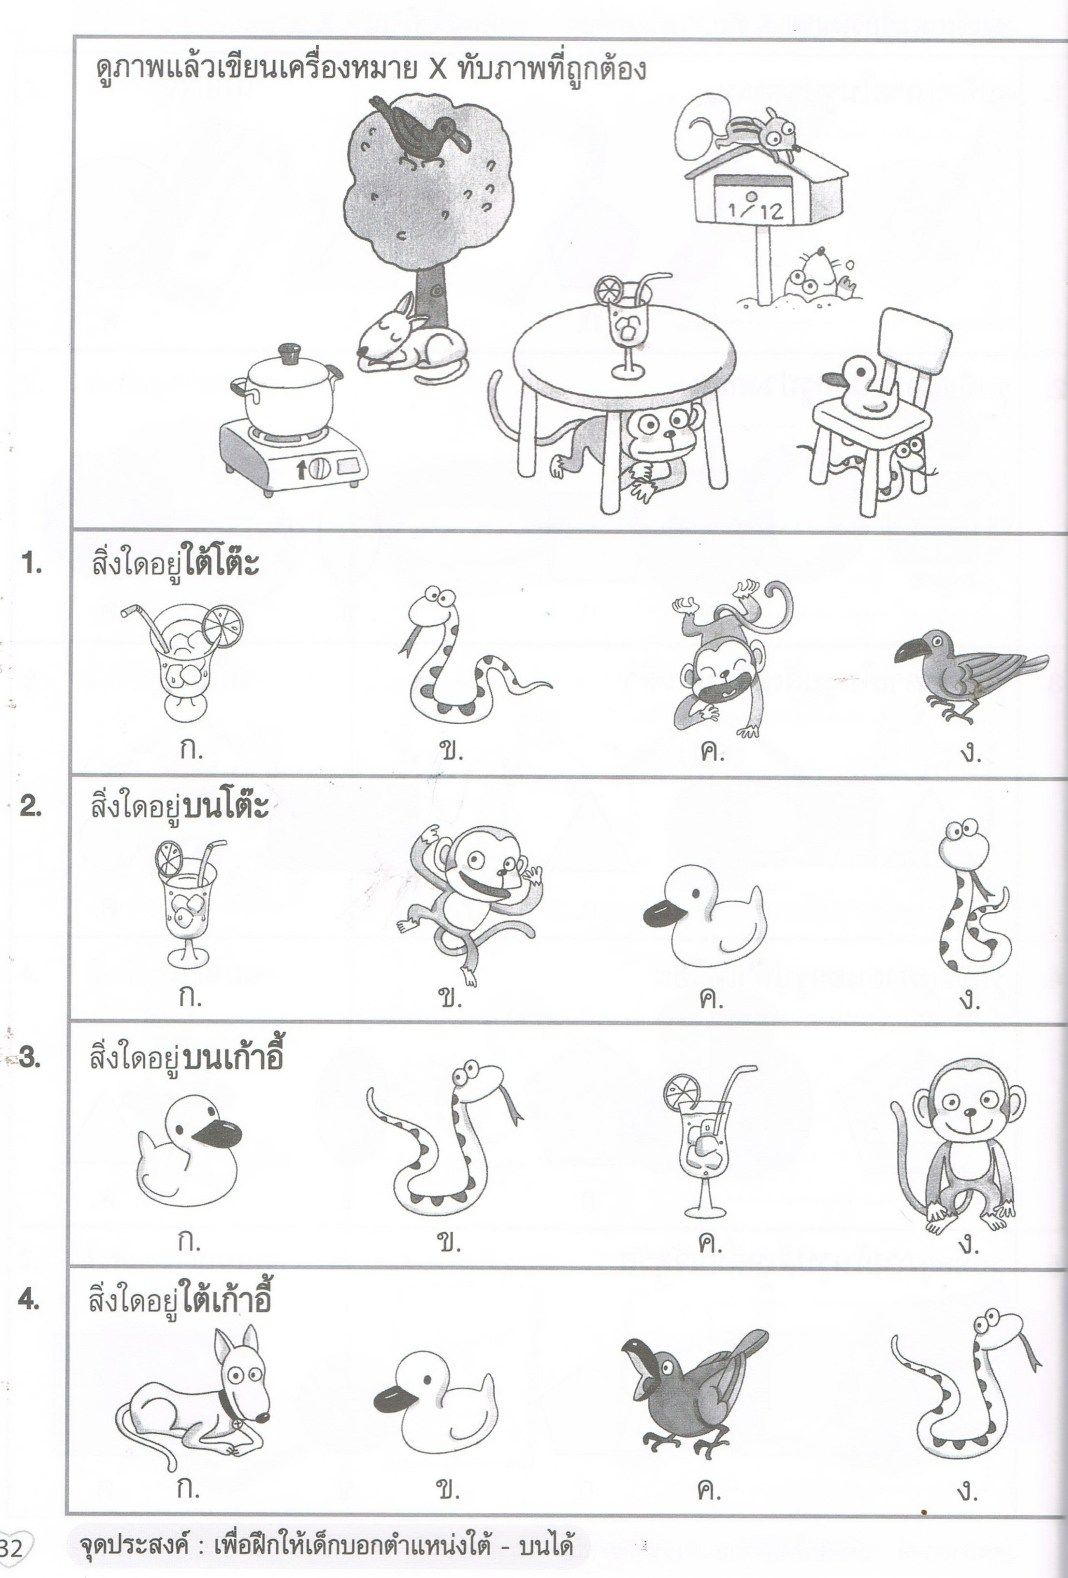 ดูภาพแล้วเขียนเครื่องหมาย X ทับภาพที่ถูกต้อง
1/12
1. สิ่งใดอยู่ใต้โต๊ะ
ก. ข. ค. ง.
2. สิ่งใดอยู่บนโต๊ะ
ก. ข. ค. ง.
3. สิ่งใดอยู่บนเก้าอี้
ก. ข. ค. ง.
4. สิ่งใดอยู่ใต้เก้าอี้
ก. ข. ค. ง.
32 จุดประสงค์ : เพื่อฝึกให้เด็กบอกตำแหน่งใต้ - บนได้